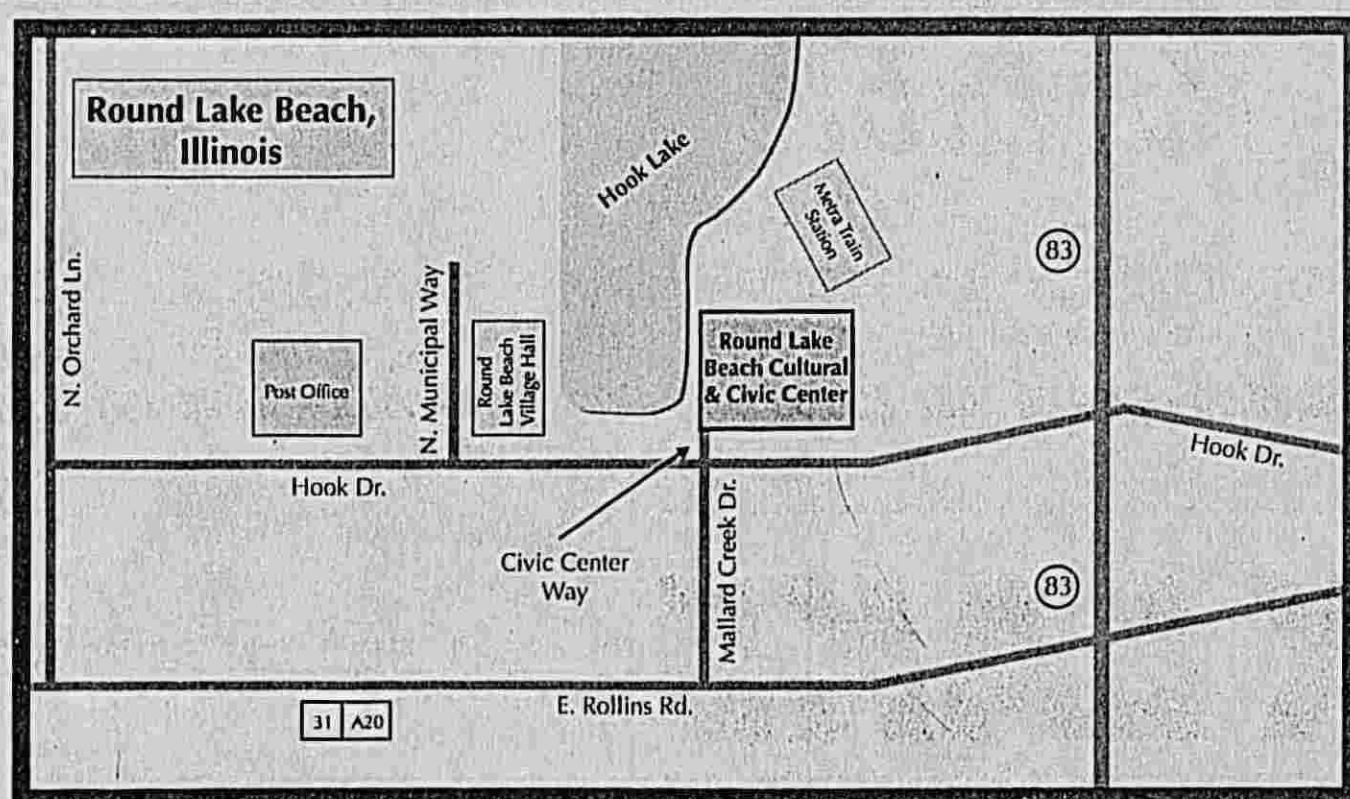 Round Lake Beach,
Illinois
Hook Lake
Metra Train
Station
83
N. Orchard Ln.
Post Office
N. Municipal Way
Round
Lake Beach
Village Hall
Round Lake
Beach Cultural
& Civic Center
Hook Dr.
Hook Dr.
Civic Center
Way
Mallard Creek Dr.
83
E. Rollins Rd.
31 A20